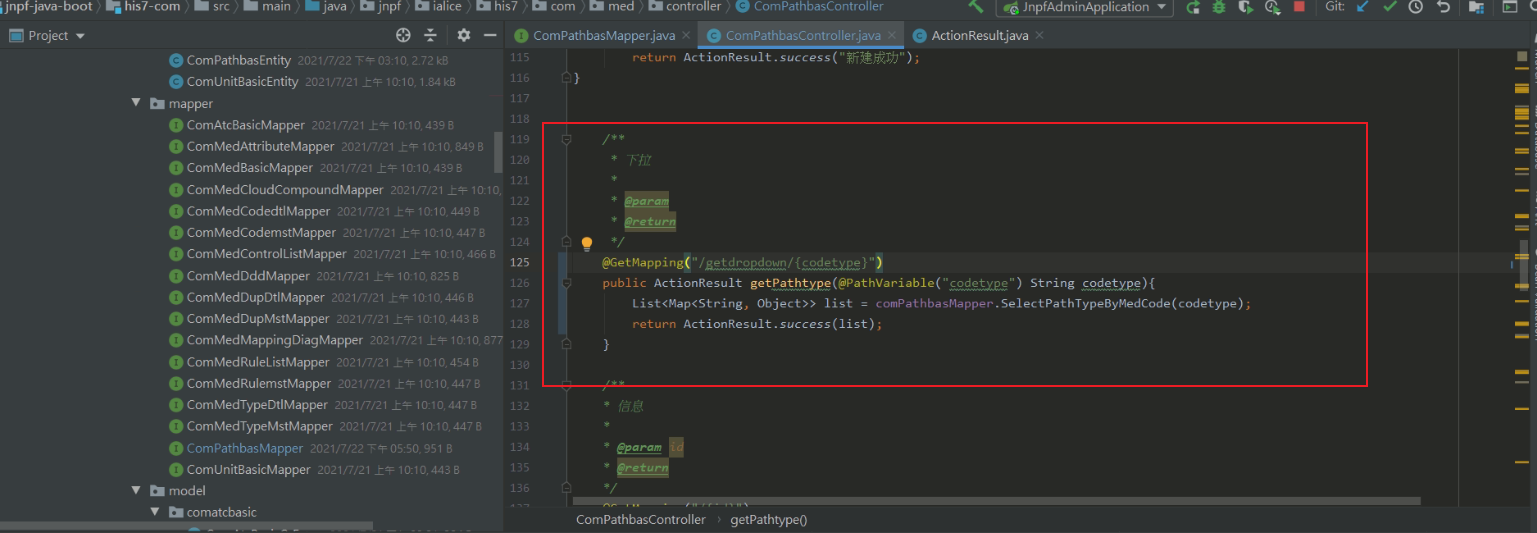 jnpf-java-boot › his7-com › src › main › java › jnpf › ialice › his7 › com › med › controller › ComPathbasController JnpfAdminApplication Git:
Project ComPathbasMapper.java × ComPathbasController.java × ActionResult.java ×
ComPathbasEntity 2021/7/22 下午 03:10, 2.72 kB
ComUnitBasicEntity 2021/7/21 上午 10:10, 1.84 kB
mapper
ComAtcBasicMapper 2021/7/21 上午 10:10, 439 B
ComMedAttributeMapper 2021/7/21 上午 10:10, 849 B
ComMedBasicMapper 2021/7/21 上午 10:10, 439 B
ComMedCloudCompoundMapper 2021/7/21 上午 10:10,
ComMedCodedtlMapper 2021/7/21 上午 10:10, 449 B
ComMedCodemstMapper 2021/7/21 上午 10:10, 447 B
ComMedControlListMapper 2021/7/21 上午 10:10, 466 B
ComMedDddMapper 2021/7/21 上午 10:10, 825 B
ComMedDupDtlMapper 2021/7/21 上午 10:10, 446 B
ComMedDupMstMapper 2021/7/21 上午 10:10, 443 B
ComMedMappingDiagMapper 2021/7/21 上午 10:10, 877
ComMedRuleListMapper 2021/7/21 上午 10:10, 454 B
ComMedRulemstMapper 2021/7/21 上午 10:10, 447 B
ComMedTypeDtlMapper 2021/7/21 上午 10:10, 447 B
ComMedTypeMstMapper 2021/7/21 上午 10:10, 447 B
ComPathbasMapper 2021/7/22 下午 05:50, 951 B
ComUnitBasicMapper 2021/7/21 上午 10:10, 443 B
model
comatcbasic
115 return ActionResult.success("新建成功");
116 }
117
118
119 /**
120 * 下拉
121 *
122 * @param
123 * @return
124 */
125 @GetMapping("/getdropdown/{codetype}")
126 public ActionResult getPathtype(@PathVariable("codetype") String codetype){
127 List<Map<String, Object>> list = comPathbasMapper.SelectPathTypeByMedCode(codetype);
128 return ActionResult.success(list);
129 }
130
131 /**
132 * 信息
133 *
134 * @param id
135 * @return
136 */
137 @GetMapping("/{id}")
ComPathbasController › getPathtype()